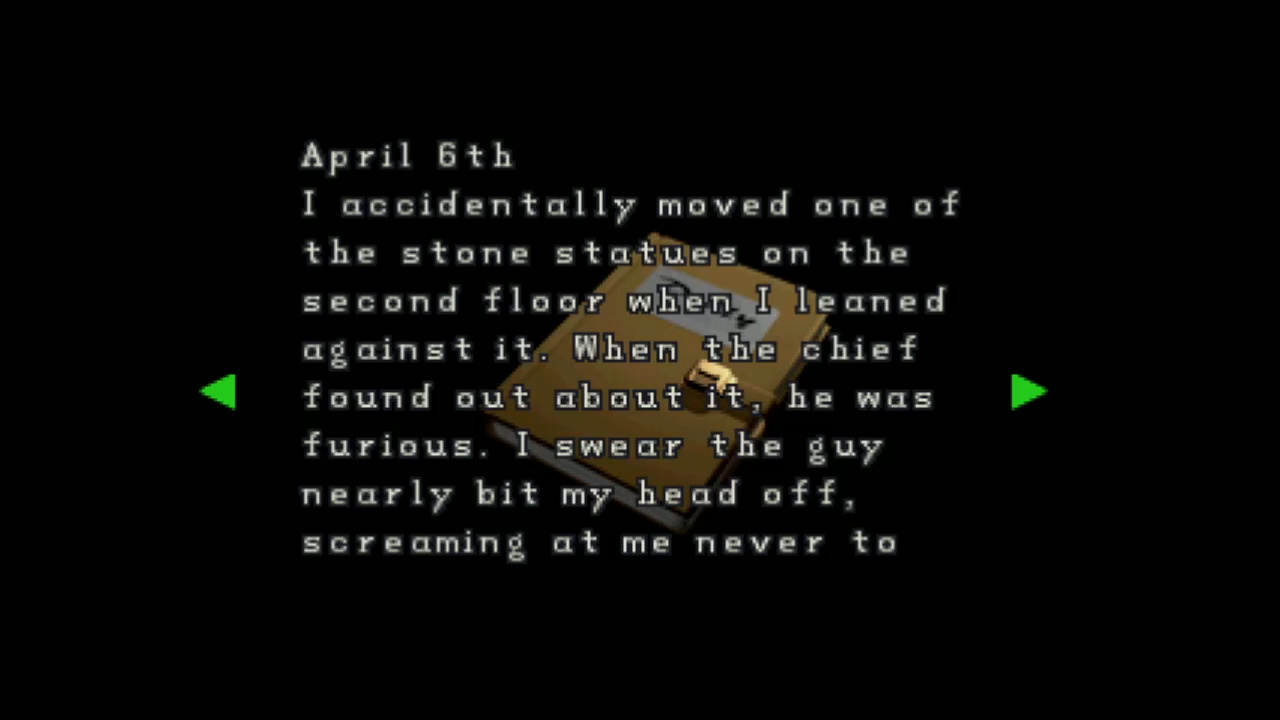 April 6th
I accidentally moved one of
the stone statues on the
second floor when I leaned
against it. When the chief
found out about it, he was
furious. I swear the guy
nearly bit my head off,
screaming at me never to